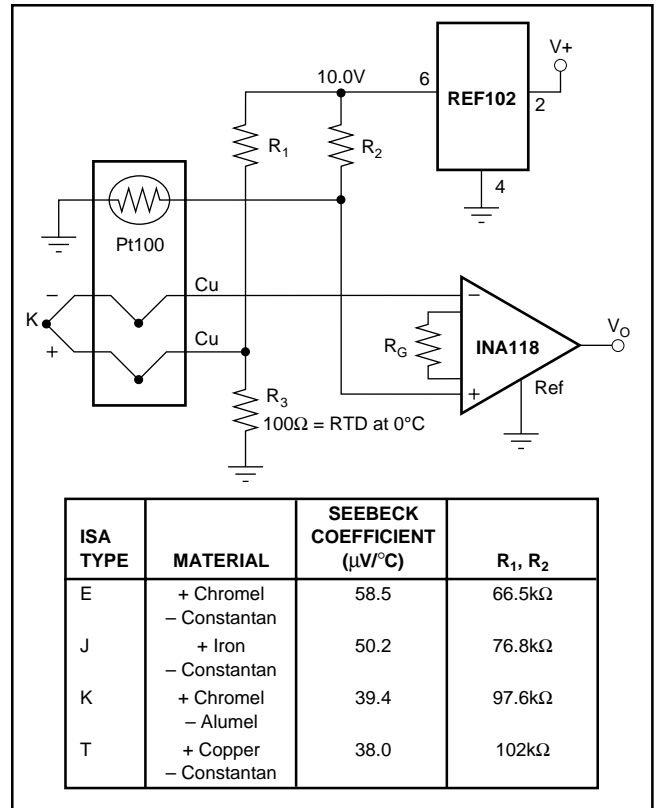 V+
10.0V
6
REF102
2
R1
R2
4
Pt100
Cu
−
K
Cu
+
−
RG
INA118
VO
+
Ref
R3
100Ω = RTD at 0°C
ISA
TYPE
MATERIAL
SEEBECK
COEFFICIENT
(μV/°C)
R1, R2
E
+ Chromel
− Constantan
58.5
66.5kΩ
J
+ Iron
− Constantan
50.2
76.8kΩ
K
+ Chromel
− Alumel
39.4
97.6kΩ
T
+ Copper
− Constantan
38.0
102kΩ